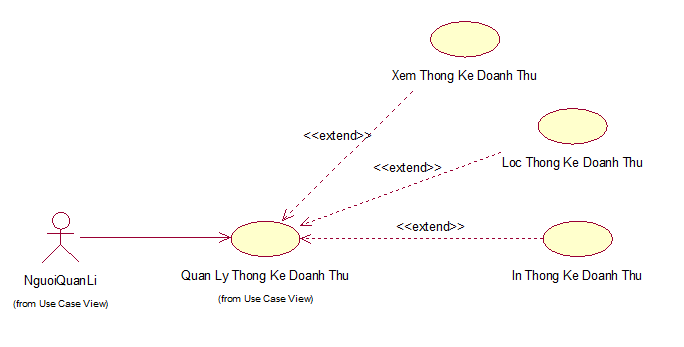 Xem Thong Ke Doanh Thu
<<extend>>
Loc Thong Ke Doanh Thu
<<extend>>
<<extend>>
NguoiQuanLi
(from Use Case View)
Quan Ly Thong Ke Doanh Thu
(from Use Case View)
In Thong Ke Doanh Thu